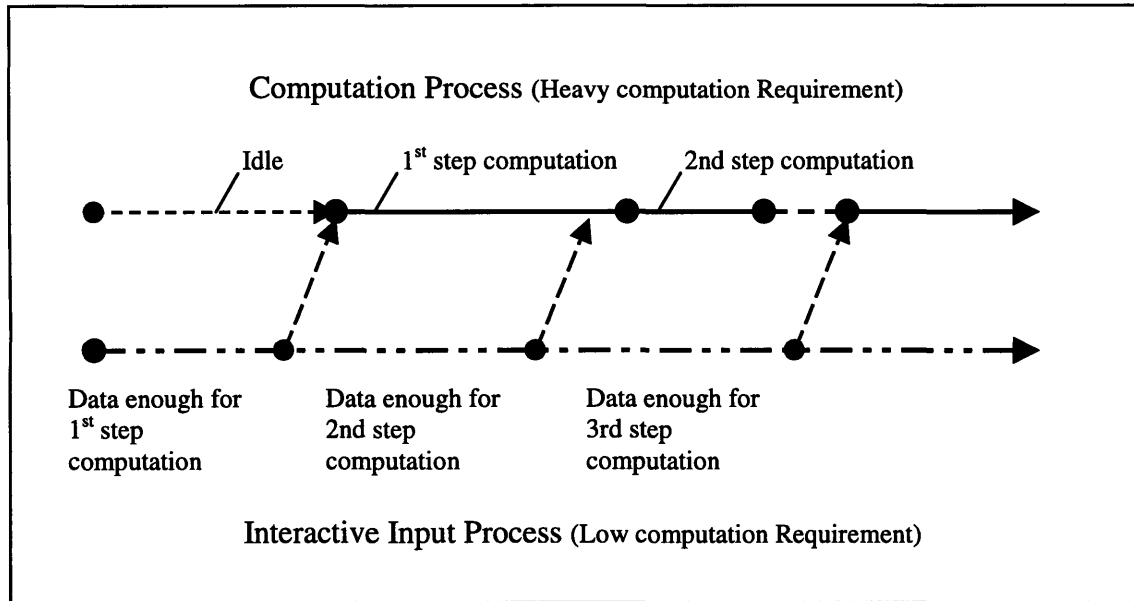 Computation Process (Heavy computation Requirement)
Idle
1st step computation
2nd step computation
Data enough for
1st step
computation
Data enough for
2nd step
computation
Data enough for
3rd step
computation
Interactive Input Process (Low computation Requirement)